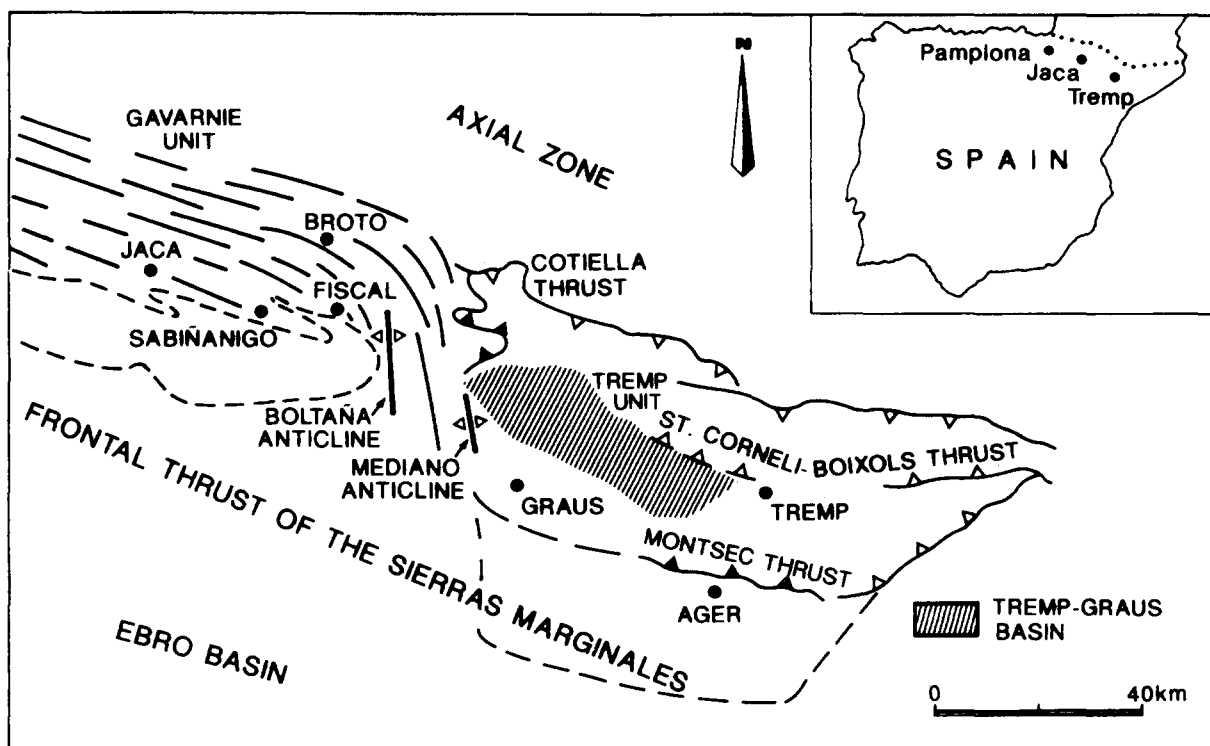 N
Pamplona
Jaca
Tremp
SPAIN
GAVARNIE
UNIT
AXIAL ZONE
BROTO
JACA
COTIELLA
THRUST
FISCAL
SABIÑANIGO
TREMP
UNIT
BOLTAÑA
ANTICLINE
ST. CORNELI-BOIXOLS THRUST
MEDIANO
ANTICLINE
GRAUS
TREMP
MONTSEC THRUST
FRONTAL THRUST OF THE SIERRAS MARGINALES
AGER
TREMP-GRAUS
BASIN
EBRO BASIN
0 40km